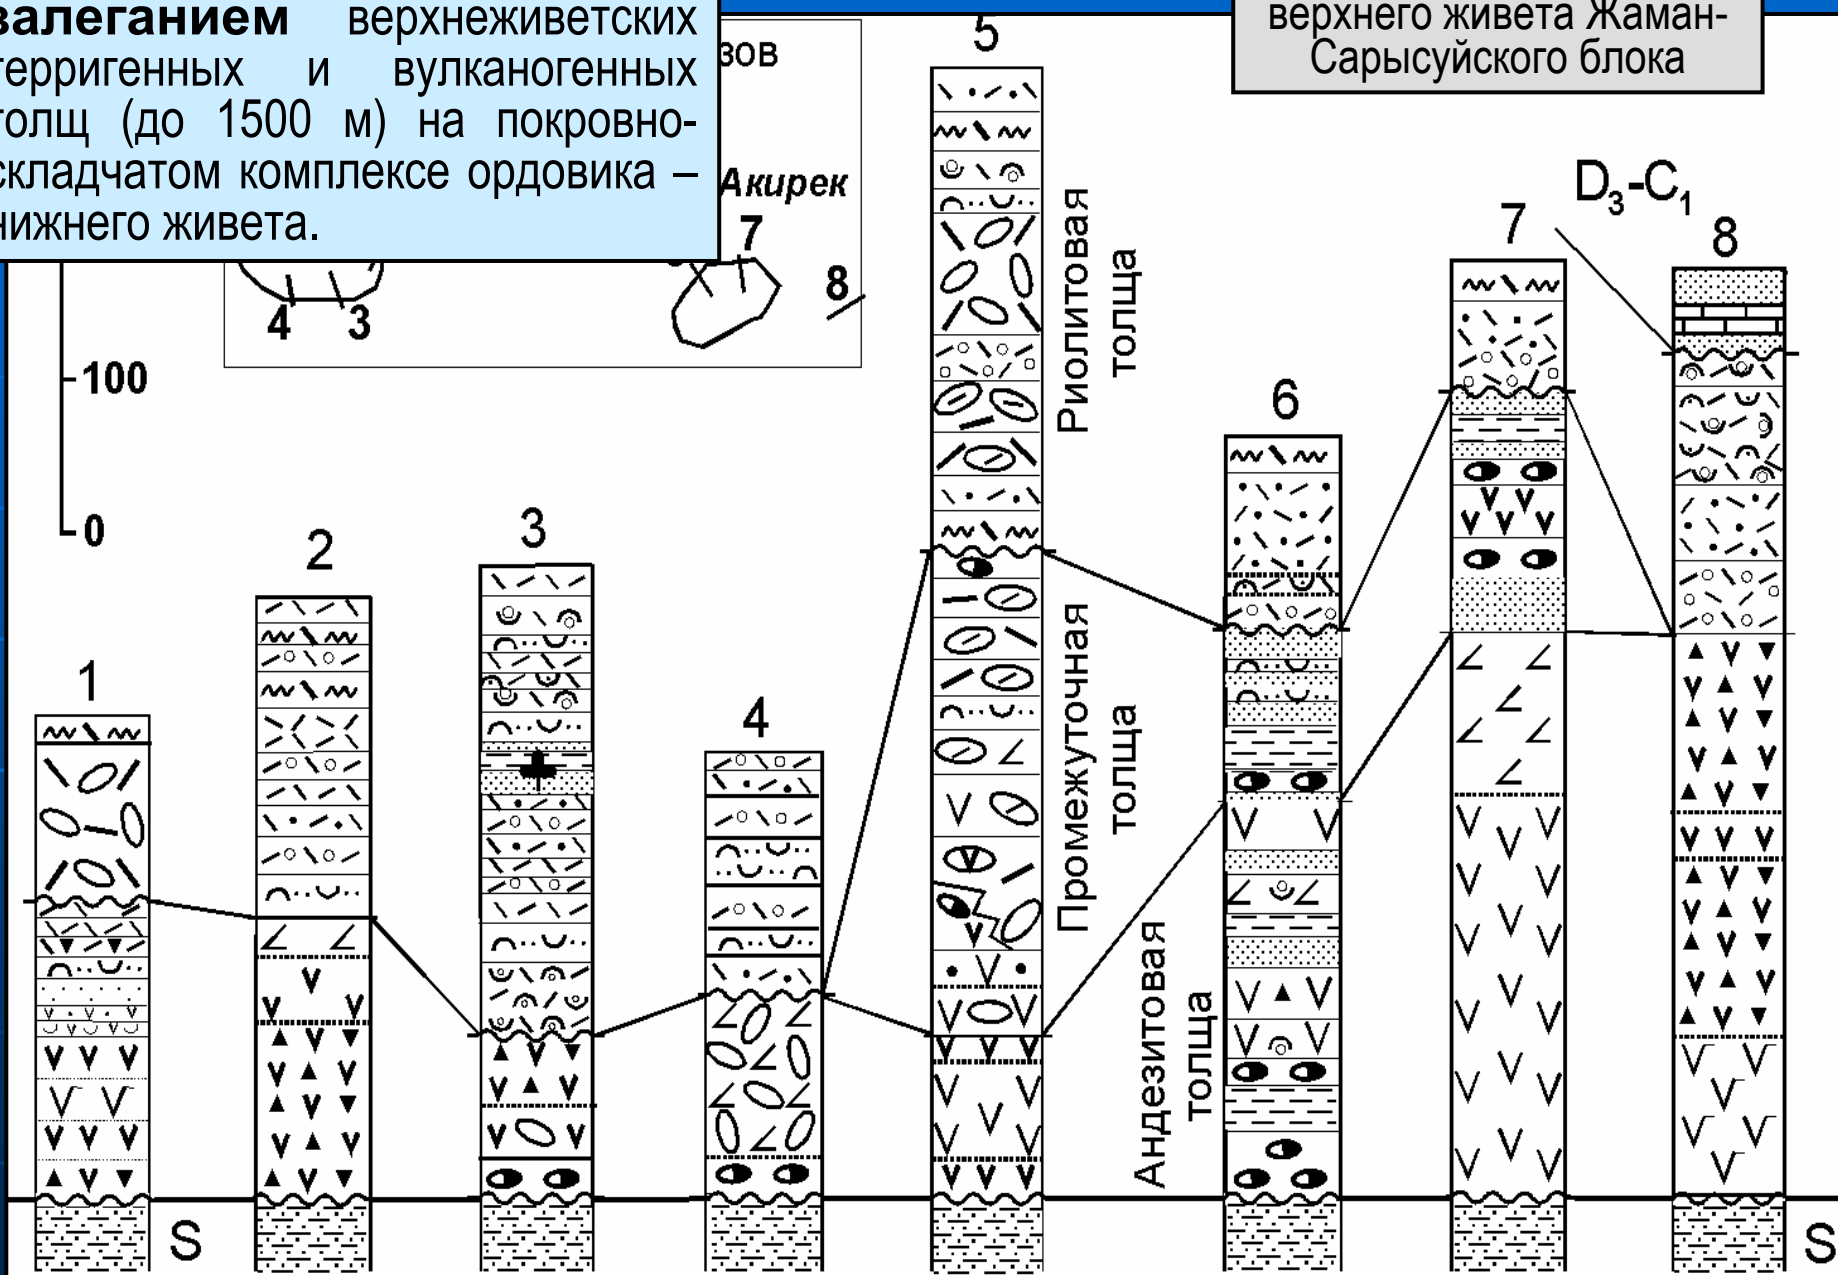 залеганием верхнеживетских
терригенных и вулканогенных
толщ (до 1500 м) на покровно-
складчатом комплексе ордовика –
нижнего живета.
верхнего живета Жаман-
Сарысуйского блока
Акирек
7
8
4
3
100
0
1
2
3
4
5
6
7
8
D₃-C₁
Риолитовая
толща
Промежуточная
толща
Андезитовая
толща
S
S